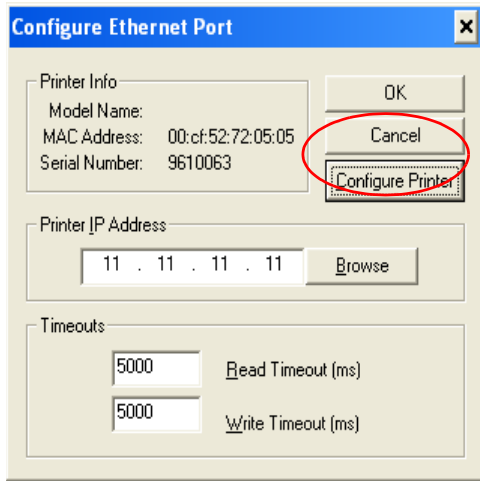 Configure Ethernet Port
Printer Info
Model Name:
MAC Address: 00:cf:52:72:05:05
Serial Number: 9610063
OK
Cancel
Configure Printer
Printer IP Address
11 . 11 . 11 . 11
Browse
Timeouts
5000 Read Timeout (ms)
5000 Write Timeout (ms)